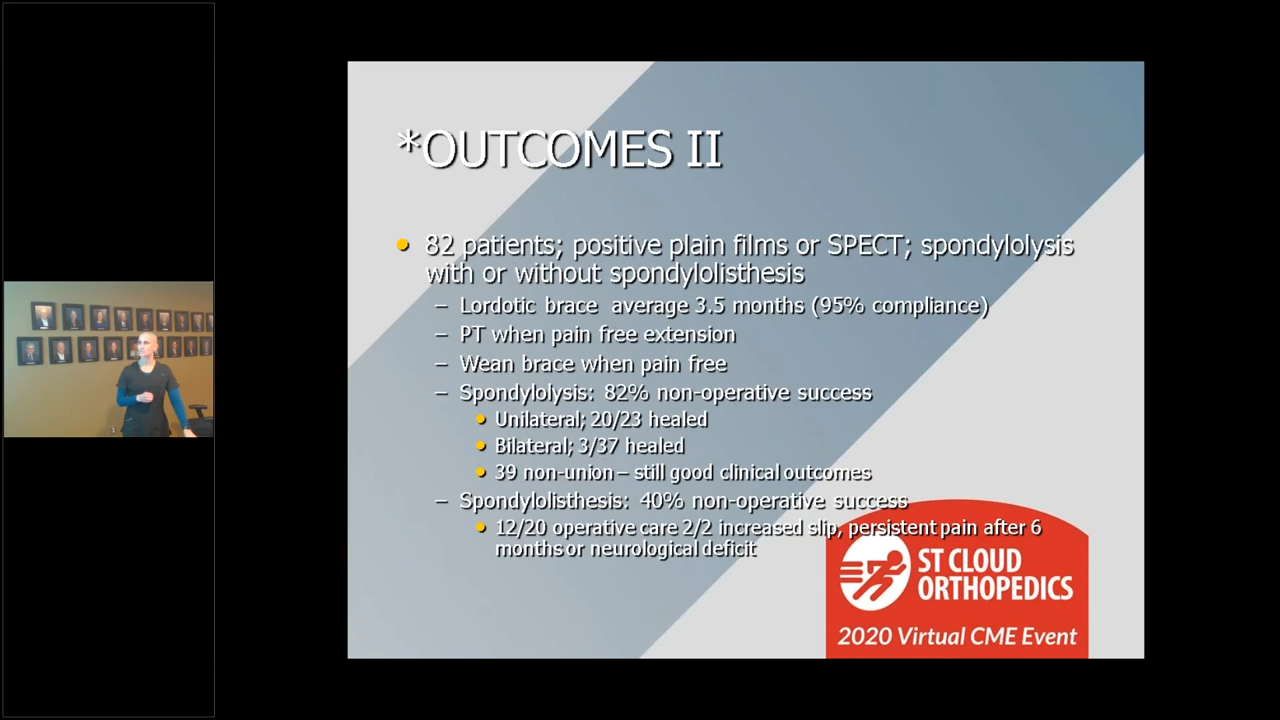 *OUTCOMES II
82 patients; positive plain films or SPECT; spondylolysis
with or without spondylolisthesis
– Lordotic brace average 3.5 months (95% compliance)
– PT when pain free extension
– Wean brace when pain free
– Spondylolysis: 82% non-operative success
Unilateral; 20/23 healed
Bilateral; 3/37 healed
39 non-union – still good clinical outcomes
– Spondylolisthesis: 40% non-operative success
12/20 operative care 2/2 increased slip, persistent pain after 6
months or neurological deficit
ST CLOUD
ORTHOPEDICS
2020 Virtual CME Event